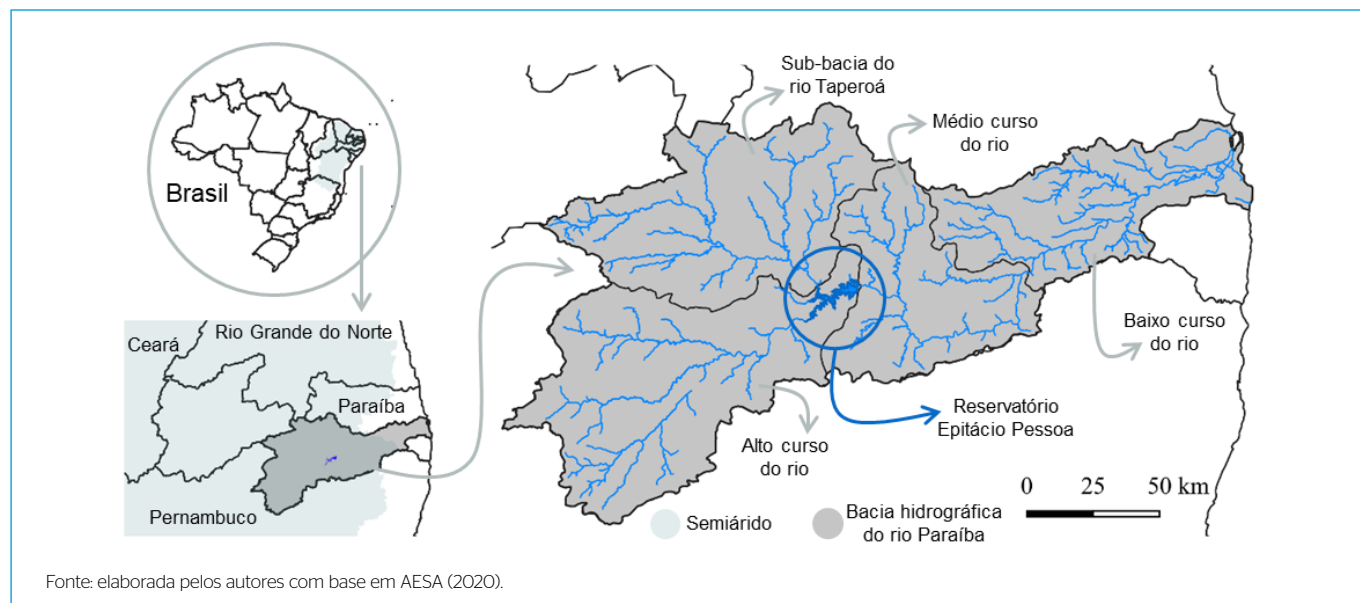 Brasil
Ceará
Rio Grande do Norte
Paraíba
Pernambuco
Sub-bacia do
rio Taperoá
Médio curso
do rio
Baixo curso
do rio
Reservatório
Epitácio Pessoa
Alto curso
do rio
0 25 50 km
Semiárido
Bacia hidrográfica
do rio Paraíba
Fonte: elaborada pelos autores com base em AESA (2020).